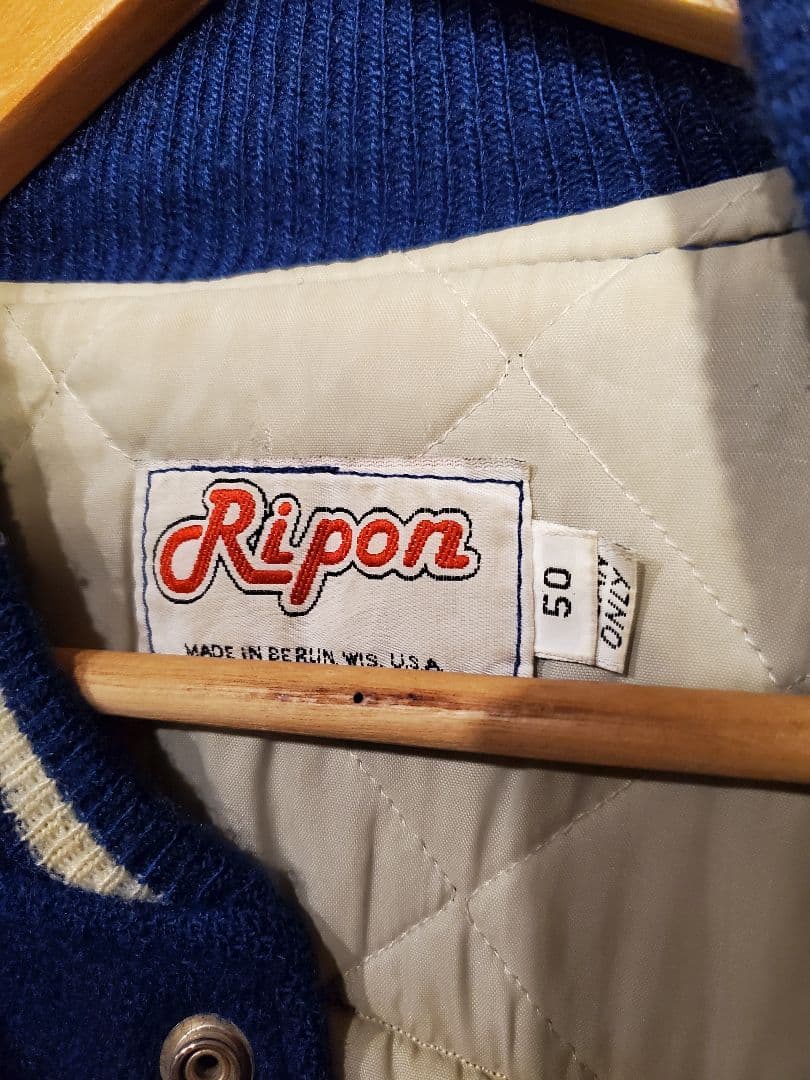 Ripon
MADE IN BERLIN, WIS. U.S.A.
50
ONLY